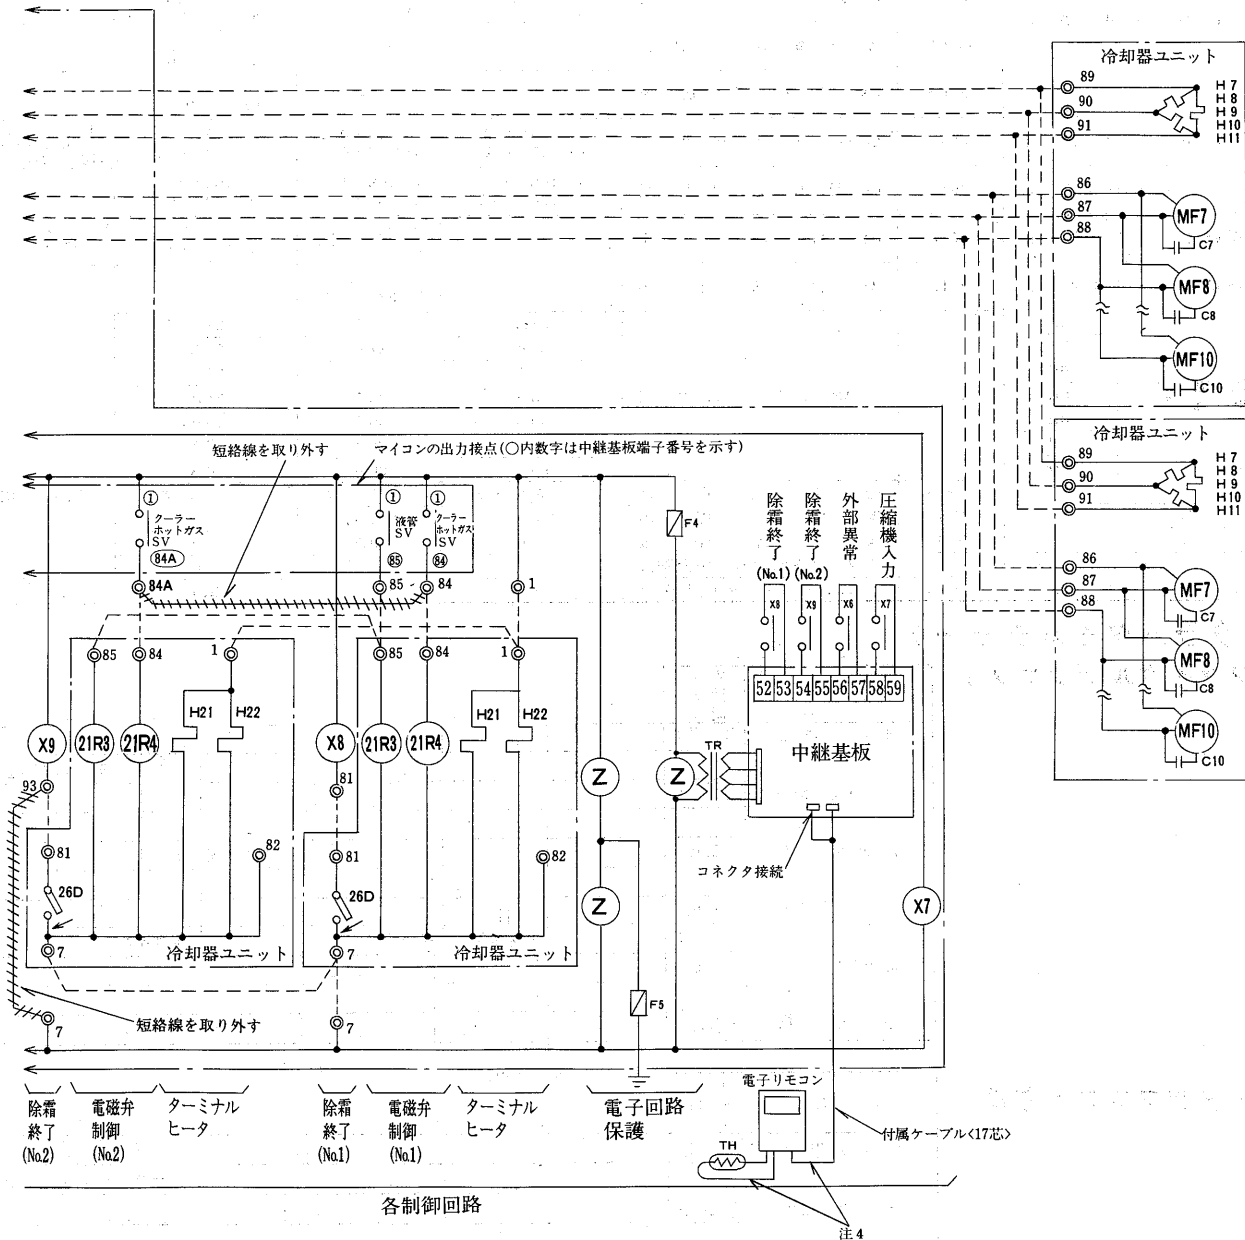 冷却器ユニット
89
90
91
H7
H8
H9
H10
H11
86
87
88
MF7
C7
MF8
C8
MF10
C10
冷却器ユニット
89
90
91
H7
H8
H9
H10
H11
86
87
88
MF7
C7
MF8
C8
MF10
C10
短絡線を取り外す
マイコンの出力接点(○内数字は中継基板端子番号を示す)
①
クーラー
ホットガス
SV
84A
84A
①
液管
SV
85
85
①
クーラー
ホットガス
SV
84
84
1
F4
除霜終了
(No.1)
除霜終了
(No.2)
外部異常
圧縮機入力
X8
X9
X6
X7
52 53 54 55 56 57 58 59
中継基板
TR
Z
コネクタ接続
85
84
1
H21
H22
X9
21R3
21R4
93
81
26D
82
7
冷却器ユニット
7
短絡線を取り外す
85
84
1
H21
H22
X8
21R3
21R4
81
81
26D
82
7
冷却器ユニット
7
Z
Z
F5
X7
除霜
終了
(No.2)
電磁弁
制御
(No.2)
ターミナル
ヒータ
除霜
終了
(No.1)
電磁弁
制御
(No.1)
ターミナル
ヒータ
電子回路
保護
電子リモコン
TH
付属ケーブル<17芯>
注4
各制御回路